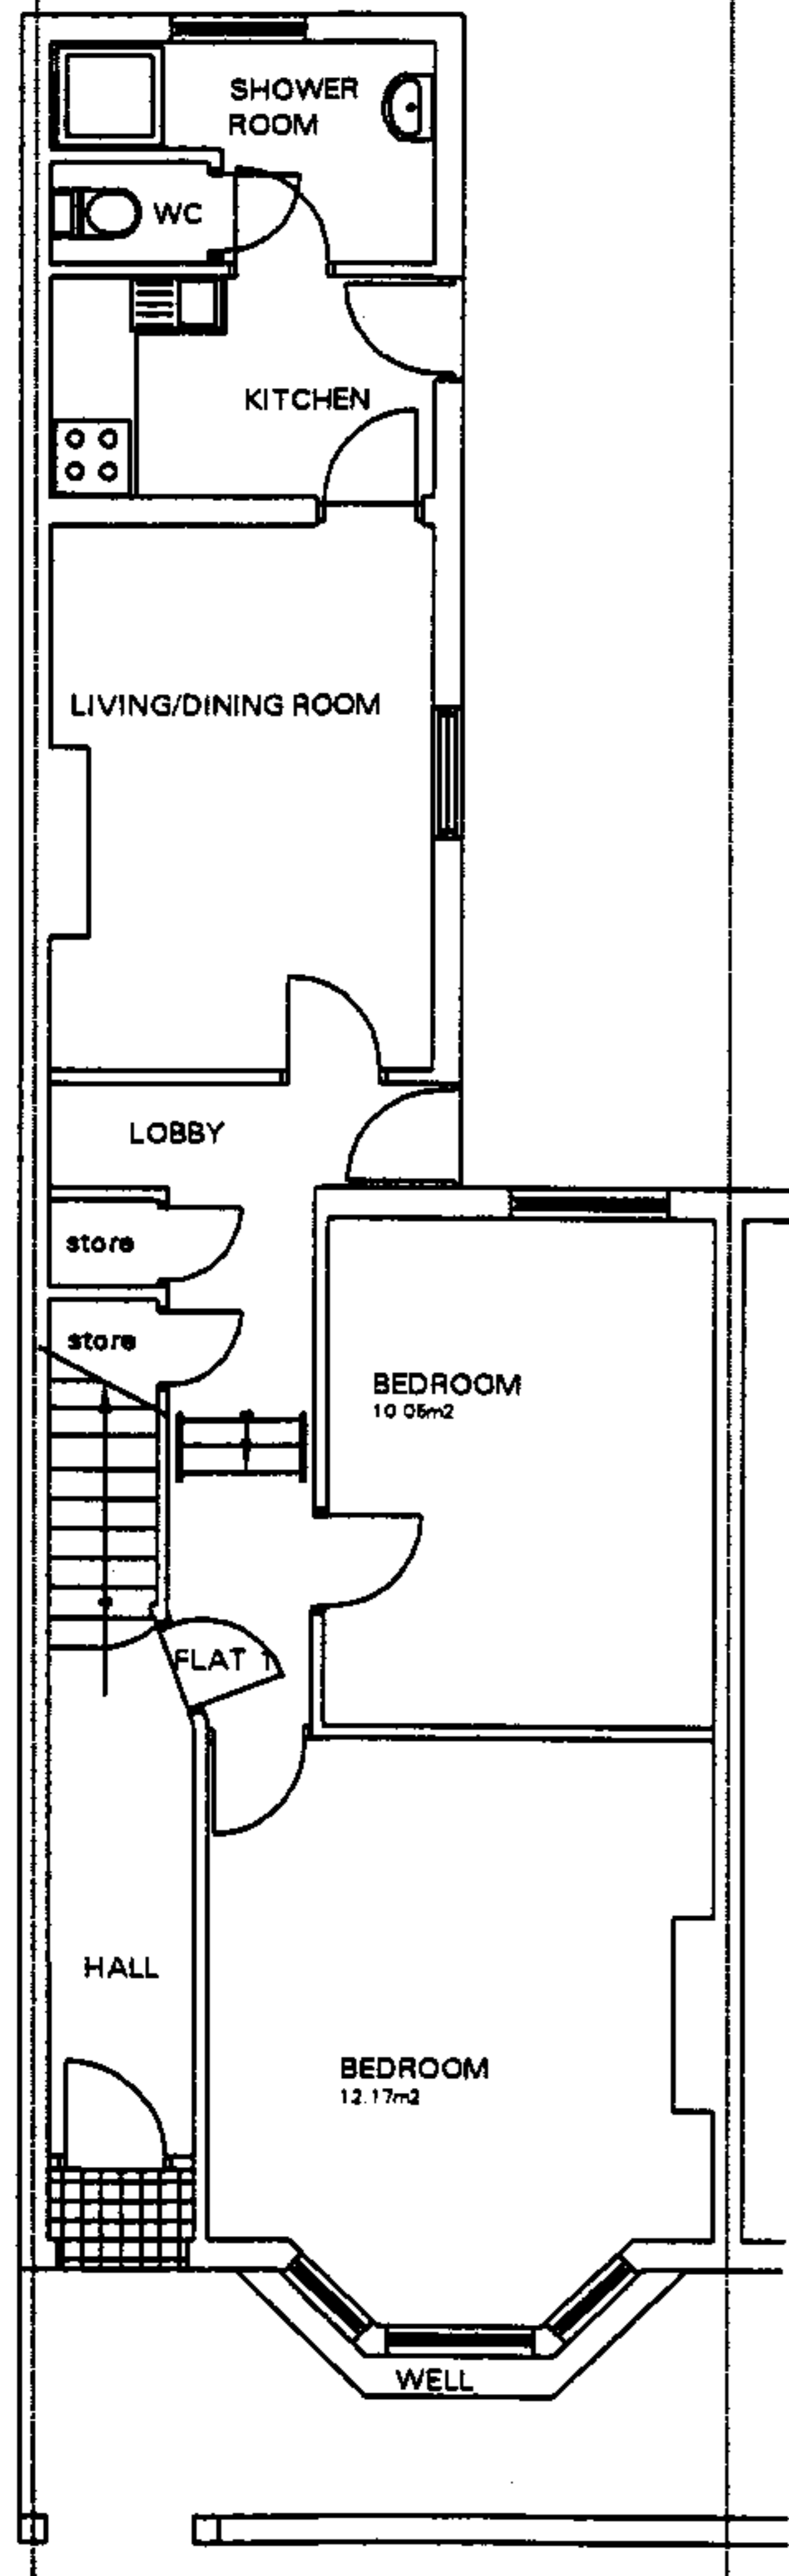 SHOWER
ROOM
WC
KITCHEN
LIVING/DINING ROOM
LOBBY
store
store
BEDROOM
10.05m2
FLAT 1
HALL
BEDROOM
12.17m2
WELL